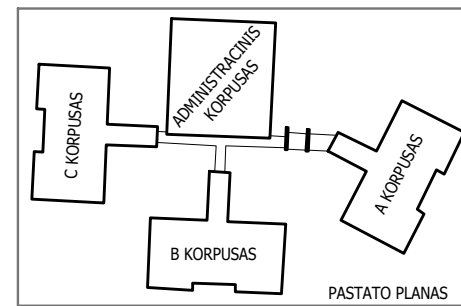 ADMINISTRACINIS
KORPUSAS
C KORPUSAS
A KORPUSAS
B KORPUSAS
PASTATO PLANAS